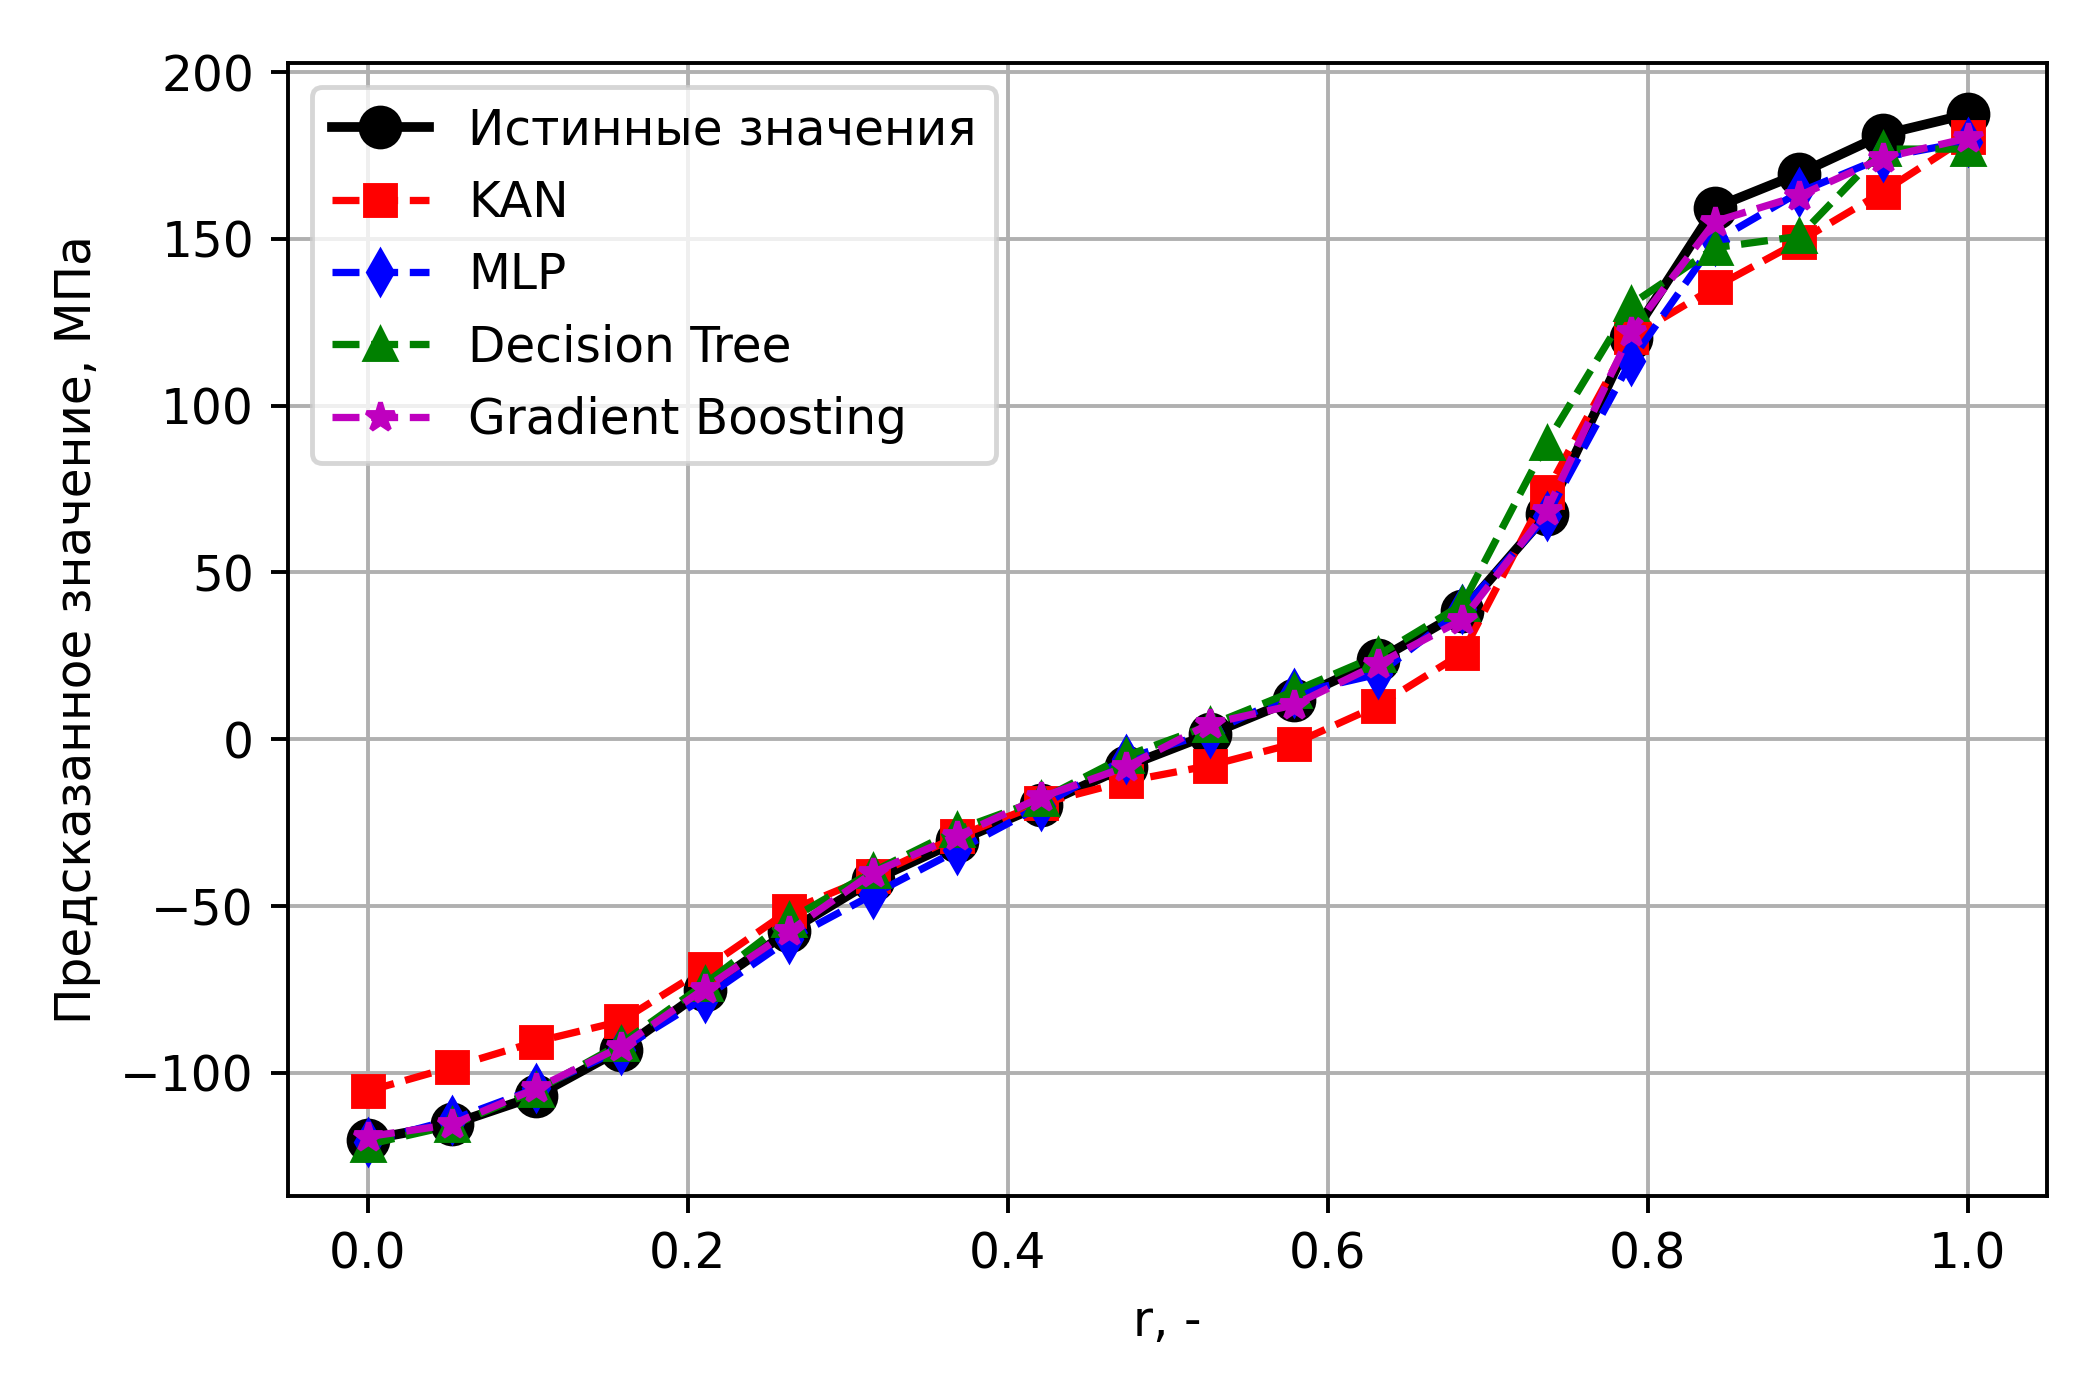 Предсказанное значение, МПа
200
150
100
50
0
−50
−100
Истинные значения
KAN
MLP
Decision Tree
Gradient Boosting
0.0 0.2 0.4 0.6 0.8 1.0
r, -